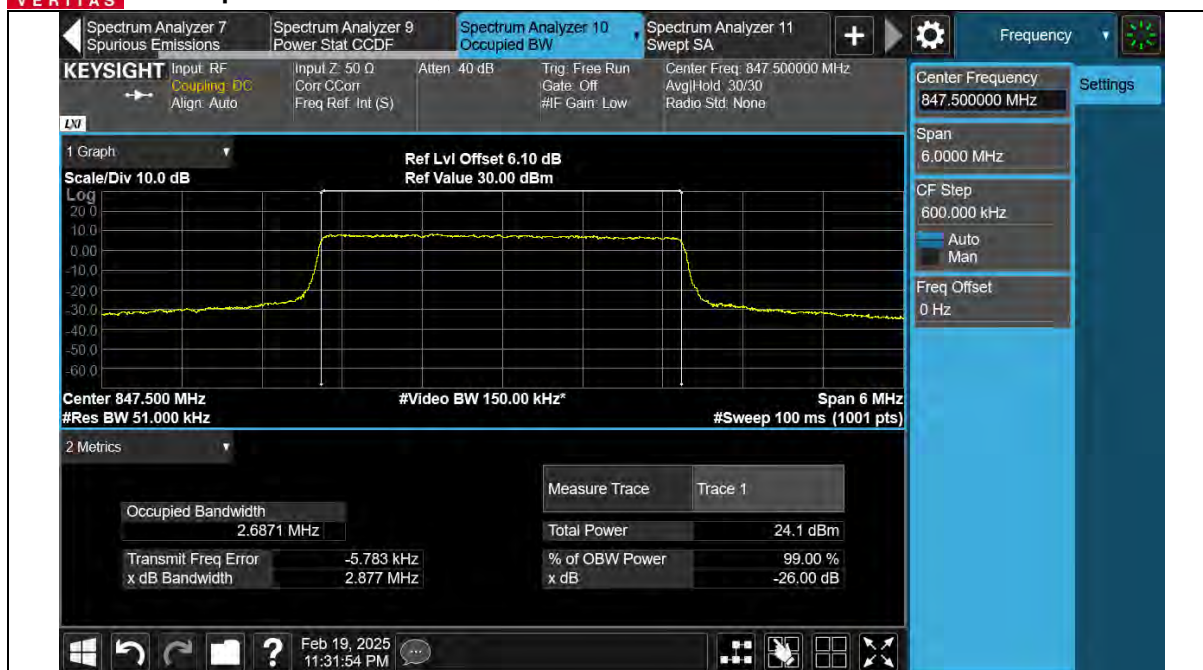 VERITAS
Spectrum Analyzer 7
Spurious Emissions
Spectrum Analyzer 9
Power Stat CCDF
Spectrum Analyzer 10
Occupied BW
Spectrum Analyzer 11
Swept SA
Frequency
KEYSIGHT
LXI
Input: RF
Coupling: DC
Align: Auto
Input Z: 50 Ω
Corr CCorr
Freq Ref: Int (S)
Atten: 40 dB
Trig: Free Run
Gate: Off
#IF Gain: Low
Center Freq: 847.500000 MHz
Avg|Hold: 30/30
Radio Std: None
Center Frequency
847.500000 MHz
Settings
Span
6.0000 MHz
CF Step
600.000 kHz
Auto
Man
Freq Offset
0 Hz
1 Graph
Scale/Div 10.0 dB
Ref Lvl Offset 6.10 dB
Ref Value 30.00 dBm
Log
20.0
10.0
0.00
-10.0
-20.0
-30.0
-40.0
-50.0
-60.0
Center 847.500 MHz
#Video BW 150.00 kHz*
Span 6 MHz
#Res BW 51.000 kHz
#Sweep 100 ms (1001 pts)
2 Metrics
Measure Trace Trace 1
Occupied Bandwidth
2.6871 MHz
Total Power 24.1 dBm
Transmit Freq Error -5.783 kHz
% of OBW Power 99.00 %
x dB Bandwidth 2.877 MHz
x dB -26.00 dB
?
Feb 19, 2025
11:31:54 PM